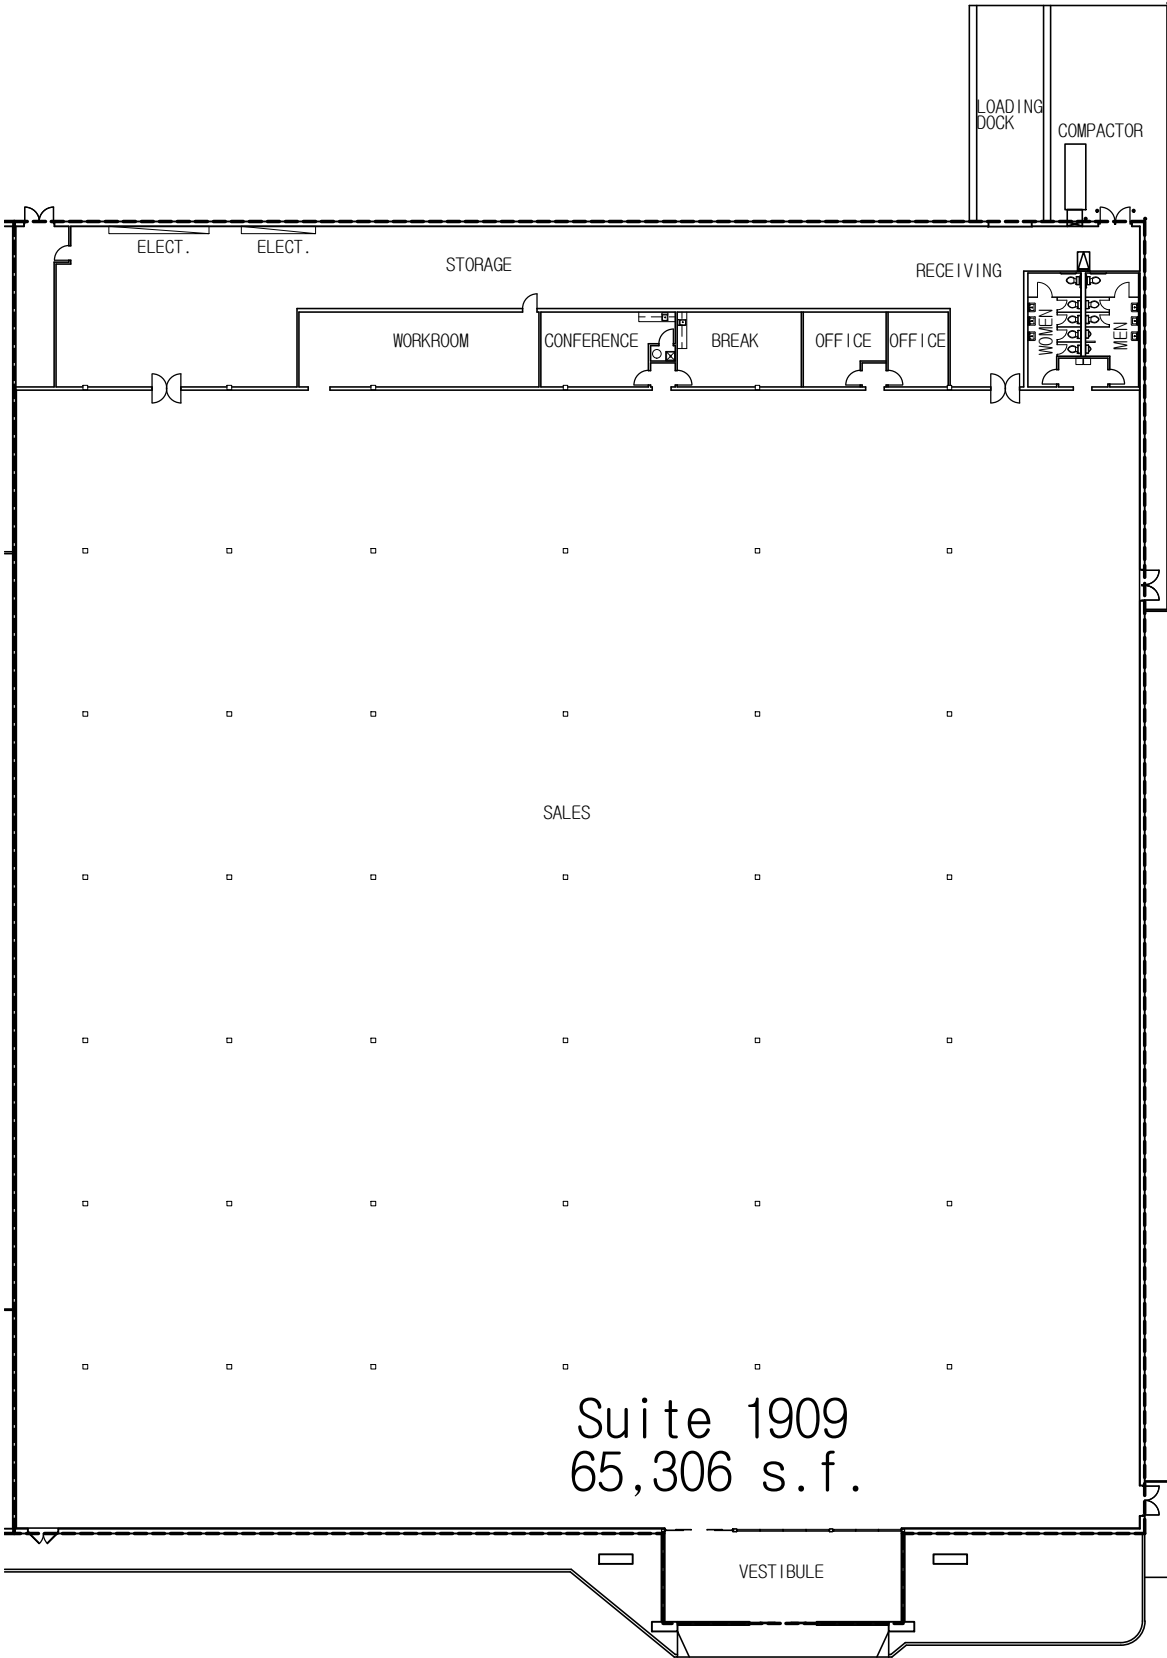 LOADING
DOCK
COMPACTOR
ELECT.
ELECT.
STORAGE
RECEIVING
WORKROOM
CONFERENCE
BREAK
OFFICE
OFFICE
WOMEN
MEN
SALES
Suite 1909
65,306 s.f.
VESTIBULE